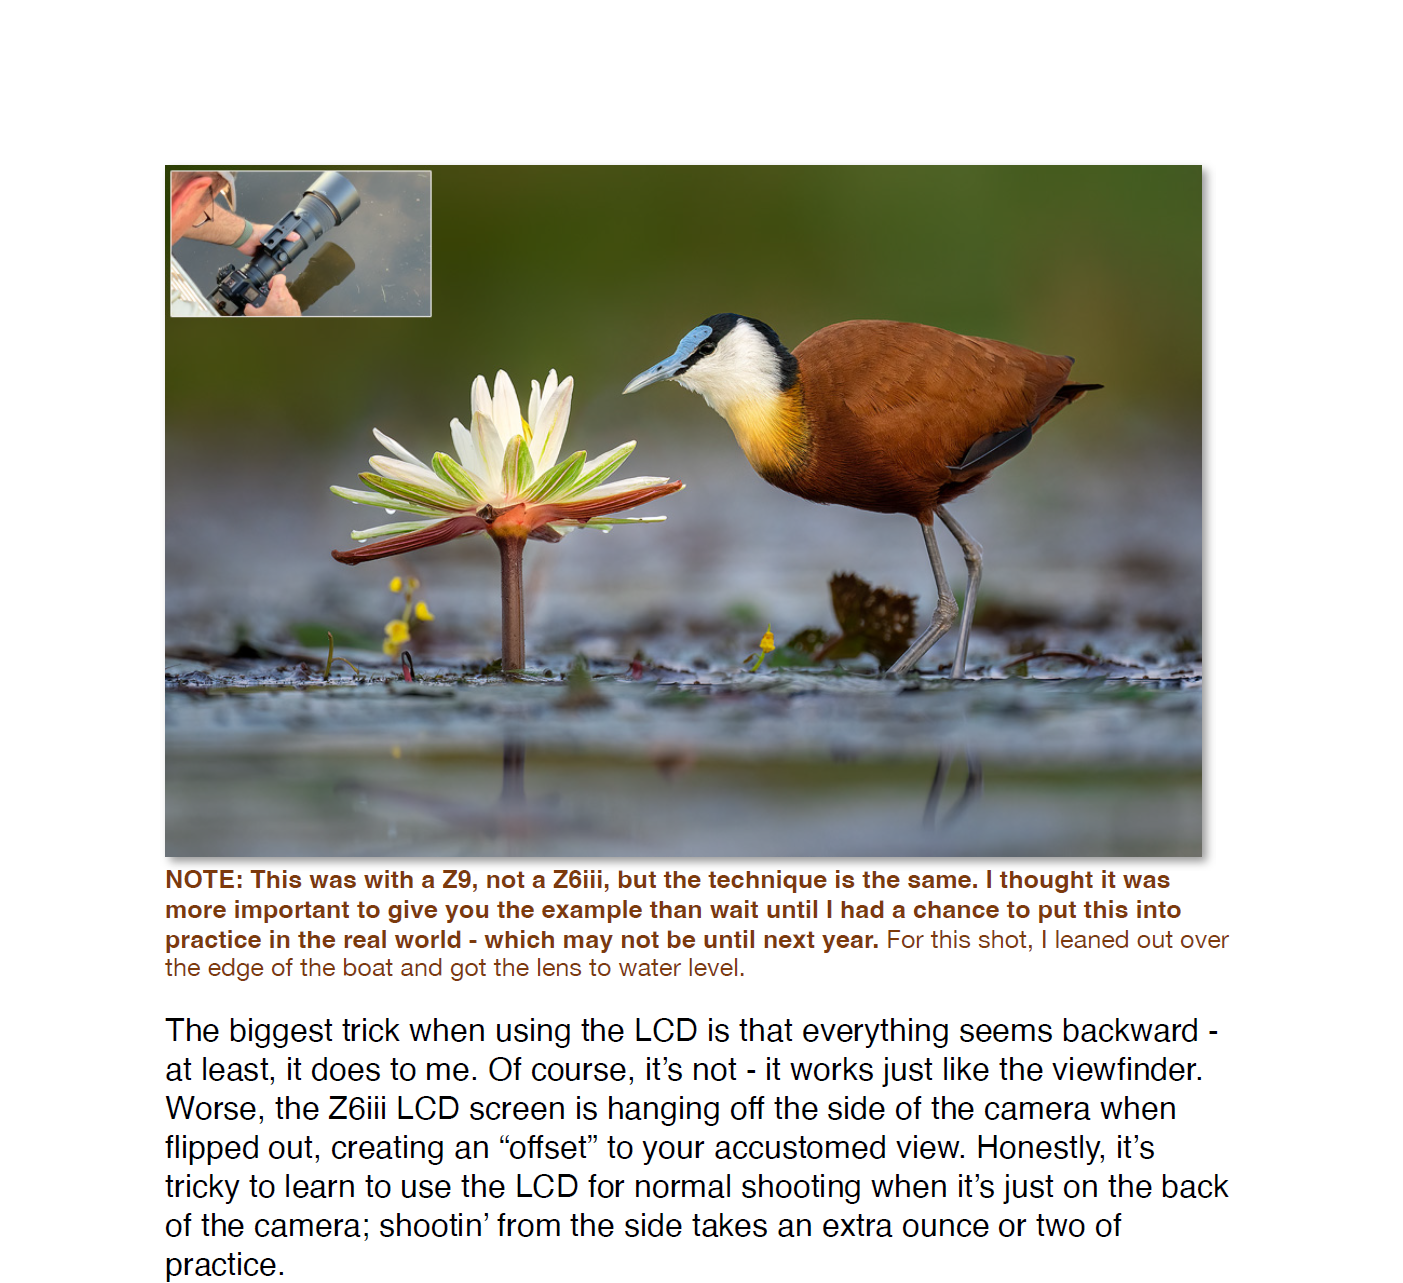 NOTE: This was with a Z9, not a Z6iii, but the technique is the same. I thought it was
more important to give you the example than wait until I had a chance to put this into
practice in the real world - which may not be until next year. For this shot, I leaned out over
the edge of the boat and got the lens to water level.
The biggest trick when using the LCD is that everything seems backward -
at least, it does to me. Of course, it’s not - it works just like the viewfinder.
Worse, the Z6iii LCD screen is hanging off the side of the camera when
flipped out, creating an “offset” to your accustomed view. Honestly, it’s
tricky to learn to use the LCD for normal shooting when it’s just on the back
of the camera; shootin’ from the side takes an extra ounce or two of
practice.